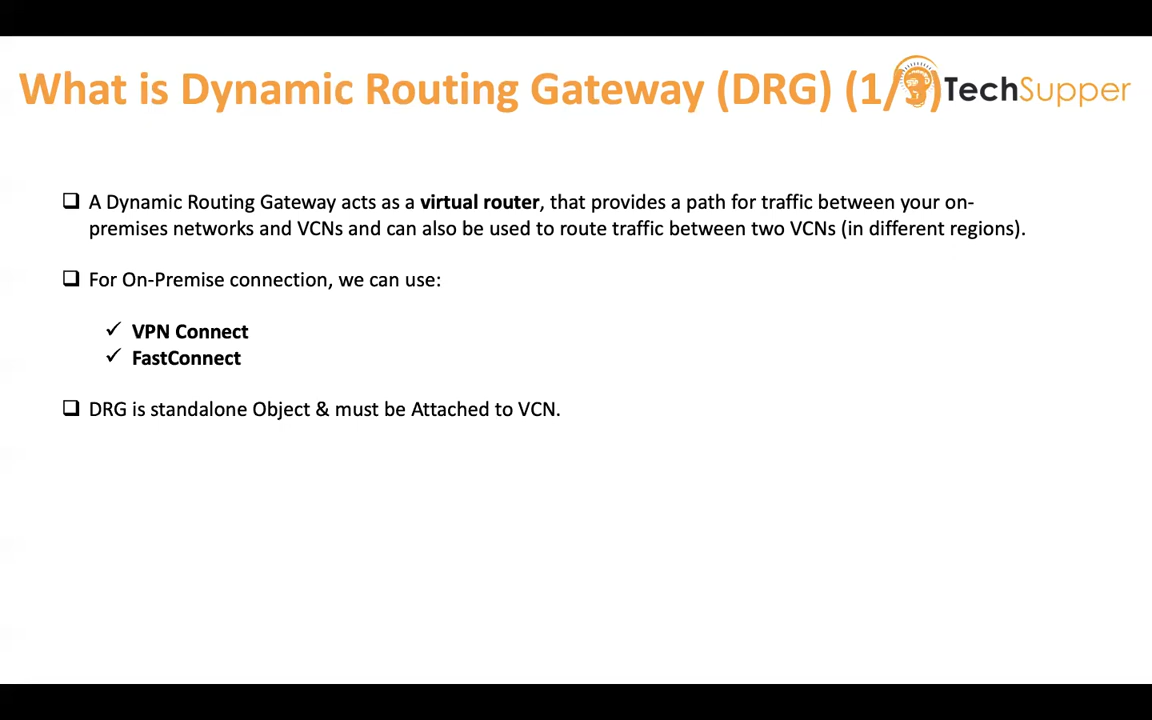 What is Dynamic Routing Gateway (DRG) (1/3)
TechSupper
A Dynamic Routing Gateway acts as a virtual router, that provides a path for traffic between your on-
premises networks and VCNs and can also be used to route traffic between two VCNs (in different regions).
For On-Premise connection, we can use:
VPN Connect
FastConnect
DRG is standalone Object & must be Attached to VCN.